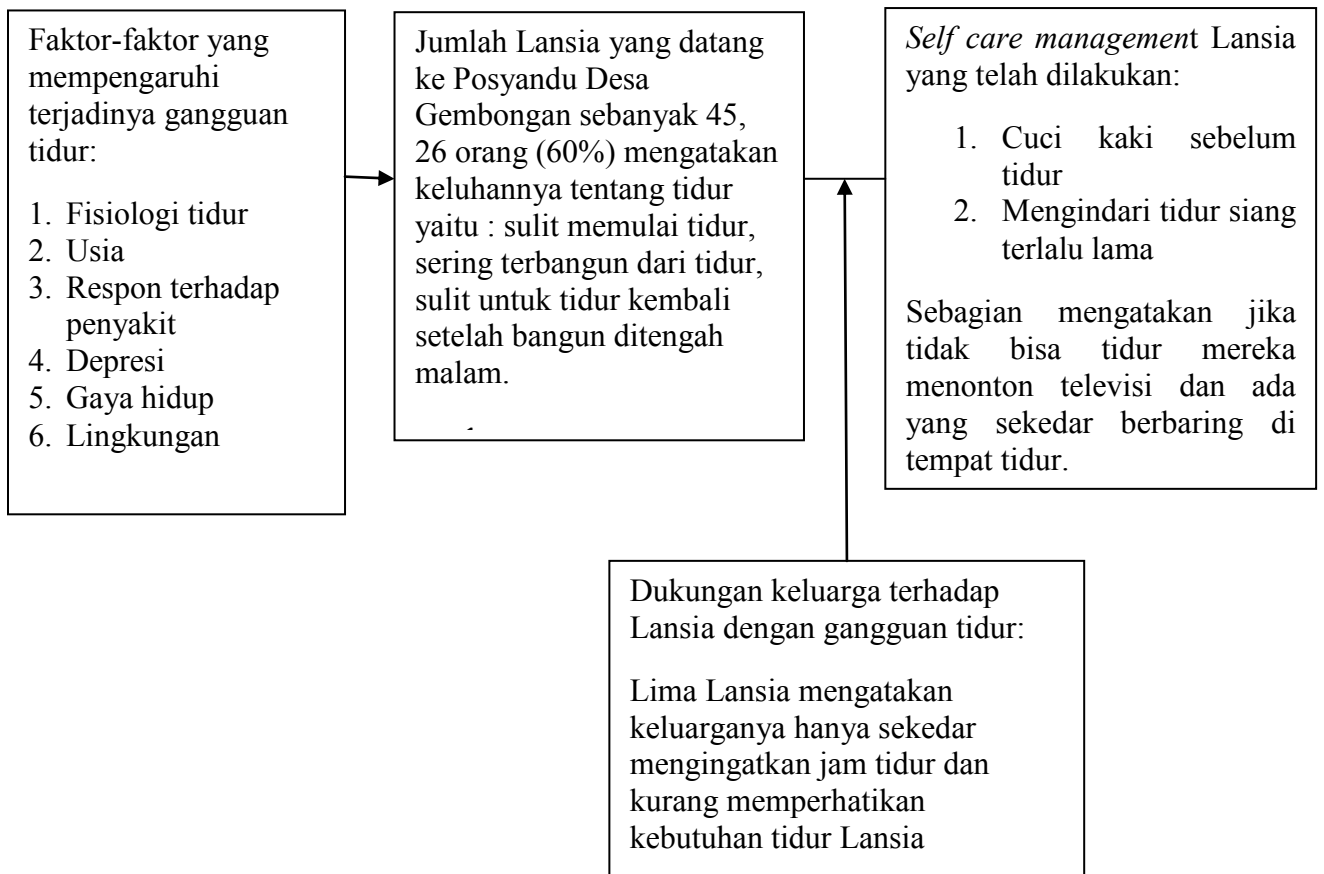 Faktor-faktor yang
mempengaruhi
terjadinya gangguan
tidur:
1. Fisiologi tidur
2. Usia
3. Respon terhadap
penyakit
4. Depresi
5. Gaya hidup
6. Lingkungan
Jumlah Lansia yang datang
ke Posyandu Desa
Gembongan sebanyak 45,
26 orang (60%) mengatakan
keluhannya tentang tidur
yaitu : sulit memulai tidur,
sering terbangun dari tidur,
sulit untuk tidur kembali
setelah bangun ditengah
malam.
Self care management Lansia
yang telah dilakukan:
1. Cuci kaki sebelum
tidur
2. Mengindari tidur siang
terlalu lama
Sebagian mengatakan jika
tidak bisa tidur mereka
menonton televisi dan ada
yang sekedar berbaring di
tempat tidur.
Dukungan keluarga terhadap
Lansia dengan gangguan tidur:
Lima Lansia mengatakan
keluarganya hanya sekedar
mengingatkan jam tidur dan
kurang memperhatikan
kebutuhan tidur Lansia